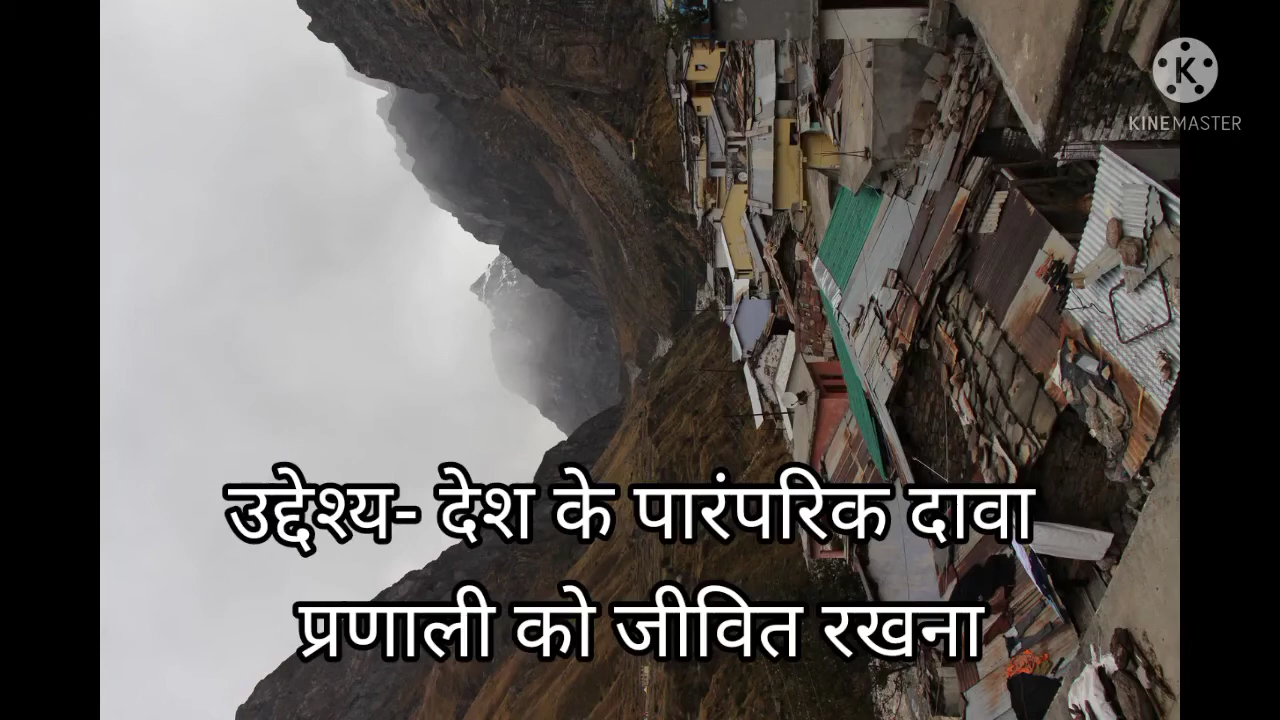 K
KINEMASTER
उद्देश्य- देश के पारंपरिक दावा
प्रणाली को जीवित रखना